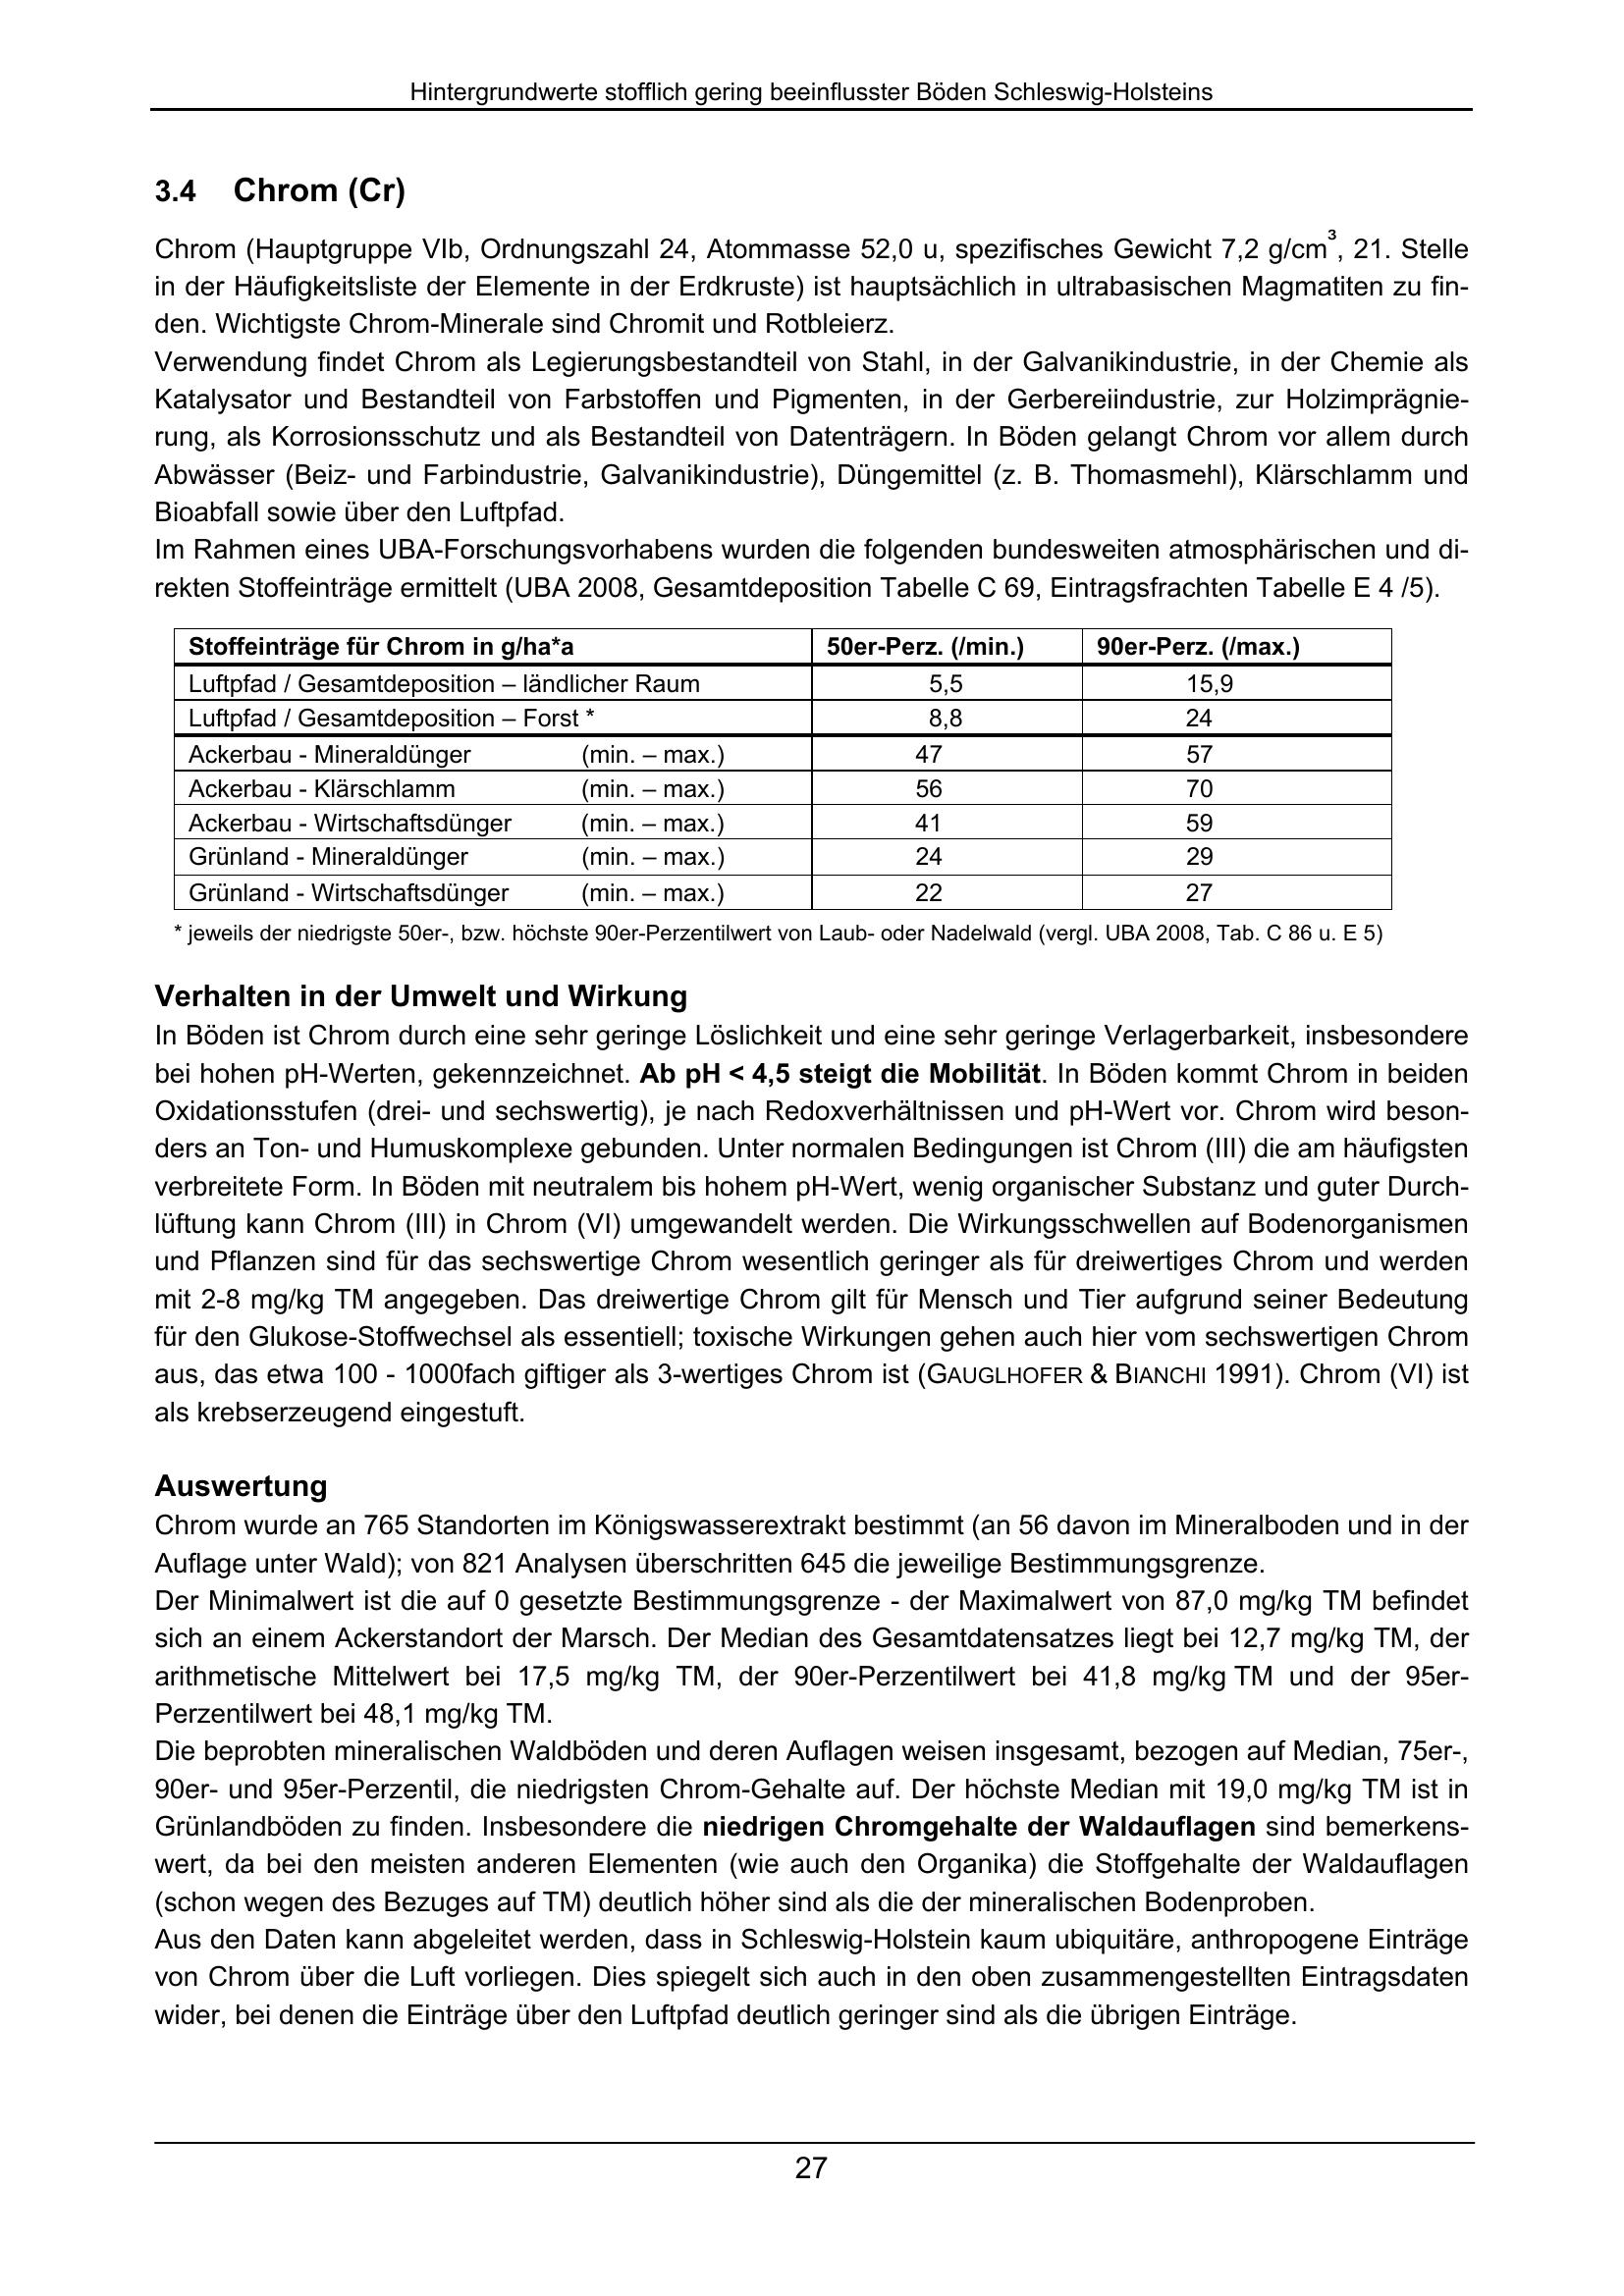 Hintergrundwerte stofflich gering beeinflusster Böden Schleswig-Holsteins
3.4 Chrom (Cr)
Chrom (Hauptgruppe VIb, Ordnungszahl 24, Atommasse 52,0 u, spezifisches Gewicht 7,2 g/cm³, 21. Stelle
in der Häufigkeitsliste der Elemente in der Erdkruste) ist hauptsächlich in ultrabasischen Magmatiten zu fin-
den. Wichtigste Chrom-Minerale sind Chromit und Rotbleierz.
Verwendung findet Chrom als Legierungsbestandteil von Stahl, in der Galvanikindustrie, in der Chemie als
Katalysator und Bestandteil von Farbstoffen und Pigmenten, in der Gerbereiindustrie, zur Holzimprägnie-
rung, als Korrosionsschutz und als Bestandteil von Datenträgern. In Böden gelangt Chrom vor allem durch
Abwässer (Beiz- und Farbindustrie, Galvanikindustrie), Düngemittel (z. B. Thomasmehl), Klärschlamm und
Bioabfall sowie über den Luftpfad.
Im Rahmen eines UBA-Forschungsvorhabens wurden die folgenden bundesweiten atmosphärischen und di-
rekten Stoffeinträge ermittelt (UBA 2008, Gesamtdeposition Tabelle C 69, Eintragsfrachten Tabelle E 4 /5).
Stoffeinträge für Chrom in g/ha*a 50er-Perz. (/min.) 90er-Perz. (/max.)
Luftpfad / Gesamtdeposition – ländlicher Raum 5,5 15,9
Luftpfad / Gesamtdeposition – Forst * 8,8 24
Ackerbau - Mineraldünger (min. – max.) 47 57
Ackerbau - Klärschlamm (min. – max.) 56 70
Ackerbau - Wirtschaftsdünger (min. – max.) 41 59
Grünland - Mineraldünger (min. – max.) 24 29
Grünland - Wirtschaftsdünger (min. – max.) 22 27
* jeweils der niedrigste 50er-, bzw. höchste 90er-Perzentilwert von Laub- oder Nadelwald (vergl. UBA 2008, Tab. C 86 u. E 5)
Verhalten in der Umwelt und Wirkung
In Böden ist Chrom durch eine sehr geringe Löslichkeit und eine sehr geringe Verlagerbarkeit, insbesondere
bei hohen pH-Werten, gekennzeichnet. Ab pH < 4,5 steigt die Mobilität. In Böden kommt Chrom in beiden
Oxidationsstufen (drei- und sechswertig), je nach Redoxverhältnissen und pH-Wert vor. Chrom wird beson-
ders an Ton- und Humuskomplexe gebunden. Unter normalen Bedingungen ist Chrom (III) die am häufigsten
verbreitete Form. In Böden mit neutralem bis hohem pH-Wert, wenig organischer Substanz und guter Durch-
lüftung kann Chrom (III) in Chrom (VI) umgewandelt werden. Die Wirkungsschwellen auf Bodenorganismen
und Pflanzen sind für das sechswertige Chrom wesentlich geringer als für dreiwertiges Chrom und werden
mit 2-8 mg/kg TM angegeben. Das dreiwertige Chrom gilt für Mensch und Tier aufgrund seiner Bedeutung
für den Glukose-Stoffwechsel als essentiell; toxische Wirkungen gehen auch hier vom sechswertigen Chrom
aus, das etwa 100 - 1000fach giftiger als 3-wertiges Chrom ist (GAUGLHOFER & BIANCHI 1991). Chrom (VI) ist
als krebserzeugend eingestuft.
Auswertung
Chrom wurde an 765 Standorten im Königswasserextrakt bestimmt (an 56 davon im Mineralboden und in der
Auflage unter Wald); von 821 Analysen überschritten 645 die jeweilige Bestimmungsgrenze.
Der Minimalwert ist die auf 0 gesetzte Bestimmungsgrenze - der Maximalwert von 87,0 mg/kg TM befindet
sich an einem Ackerstandort der Marsch. Der Median des Gesamtdatensatzes liegt bei 12,7 mg/kg TM, der
arithmetische Mittelwert bei 17,5 mg/kg TM, der 90er-Perzentilwert bei 41,8 mg/kg TM und der 95er-
Perzentilwert bei 48,1 mg/kg TM.
Die beprobten mineralischen Waldböden und deren Auflagen weisen insgesamt, bezogen auf Median, 75er-,
90er- und 95er-Perzentil, die niedrigsten Chrom-Gehalte auf. Der höchste Median mit 19,0 mg/kg TM ist in
Grünlandböden zu finden. Insbesondere die niedrigen Chromgehalte der Waldauflagen sind bemerkens-
wert, da bei den meisten anderen Elementen (wie auch den Organika) die Stoffgehalte der Waldauflagen
(schon wegen des Bezuges auf TM) deutlich höher sind als die der mineralischen Bodenproben.
Aus den Daten kann abgeleitet werden, dass in Schleswig-Holstein kaum ubiquitäre, anthropogene Einträge
von Chrom über die Luft vorliegen. Dies spiegelt sich auch in den oben zusammengestellten Eintragsdaten
wider, bei denen die Einträge über den Luftpfad deutlich geringer sind als die übrigen Einträge.
27